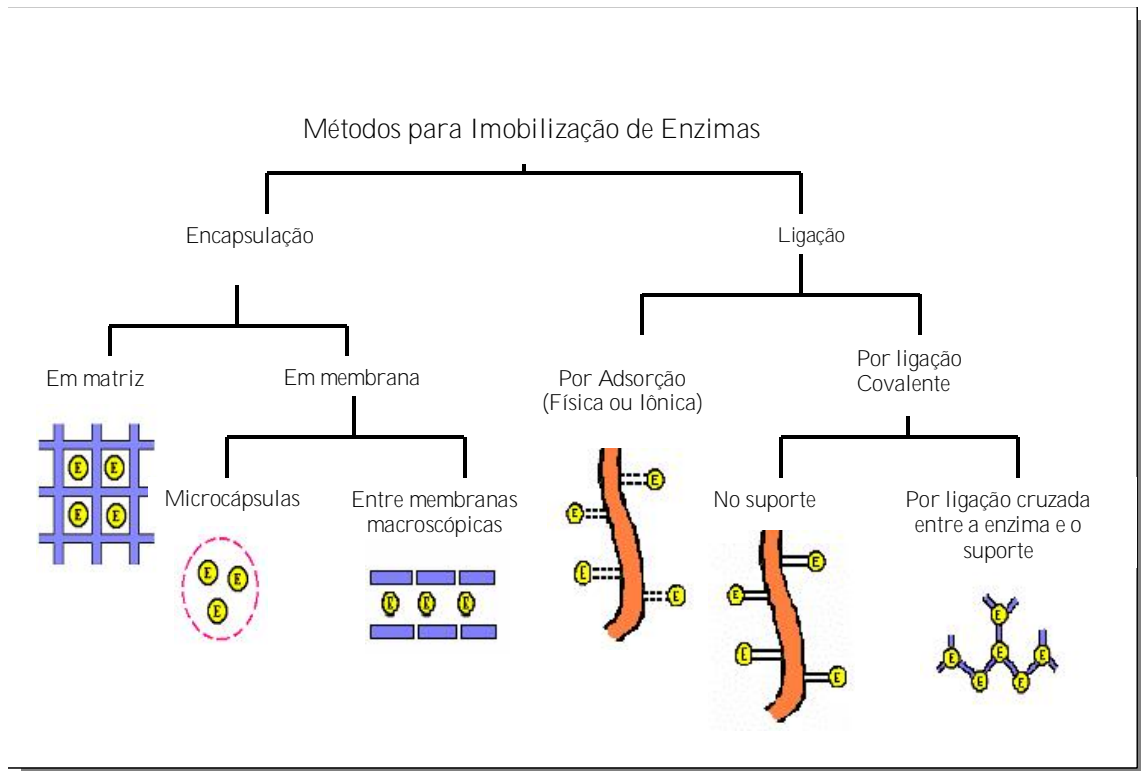 Métodos para Imobilização de Enzimas
Encapsulação
Ligação
Em matriz
Em membrana
Por Adsorção
(Física ou Iônica)
Por ligação
Covalente
Microcápsulas
Entre membranas
macroscópicas
No suporte
Por ligação cruzada
entre a enzima e o
suporte
E E
E E
E E
E
E E E
E
E
E
E
E
E
E
E
E
E E E
E E